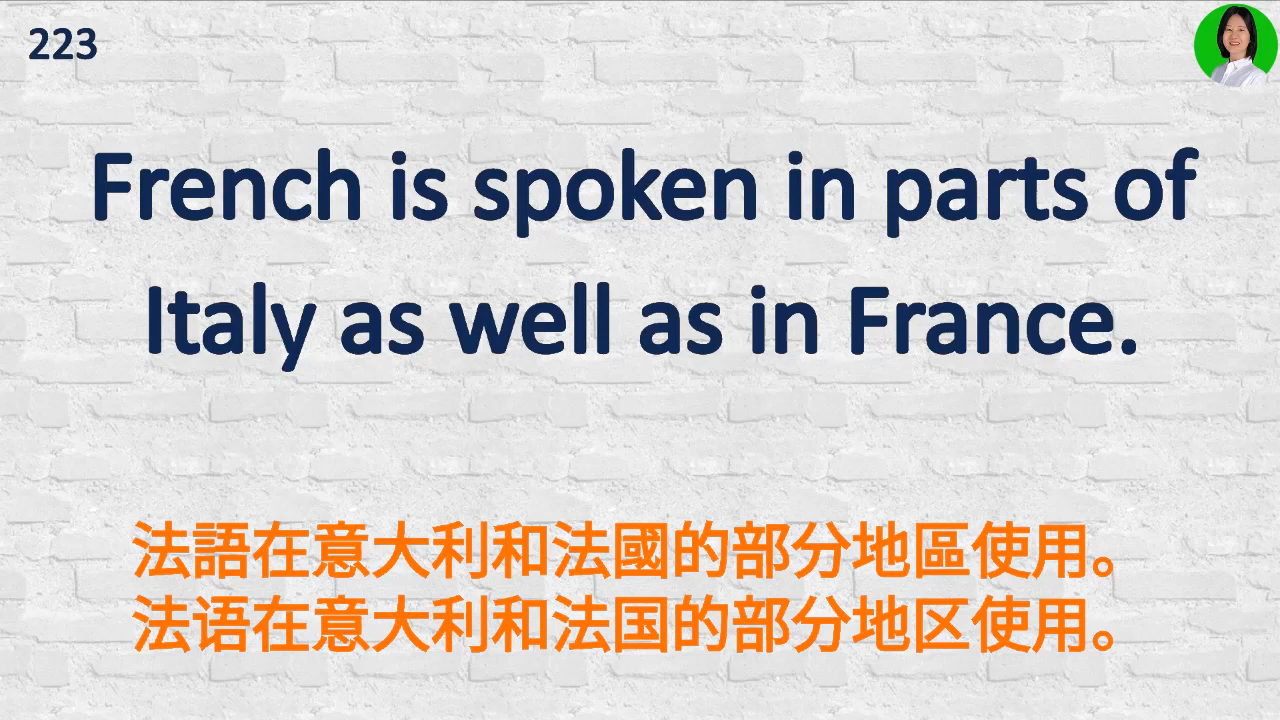 223
French is spoken in parts of
Italy as well as in France.
法語在意大利和法國的部分地區使用。
法语在意大利和法国的部分地区使用。